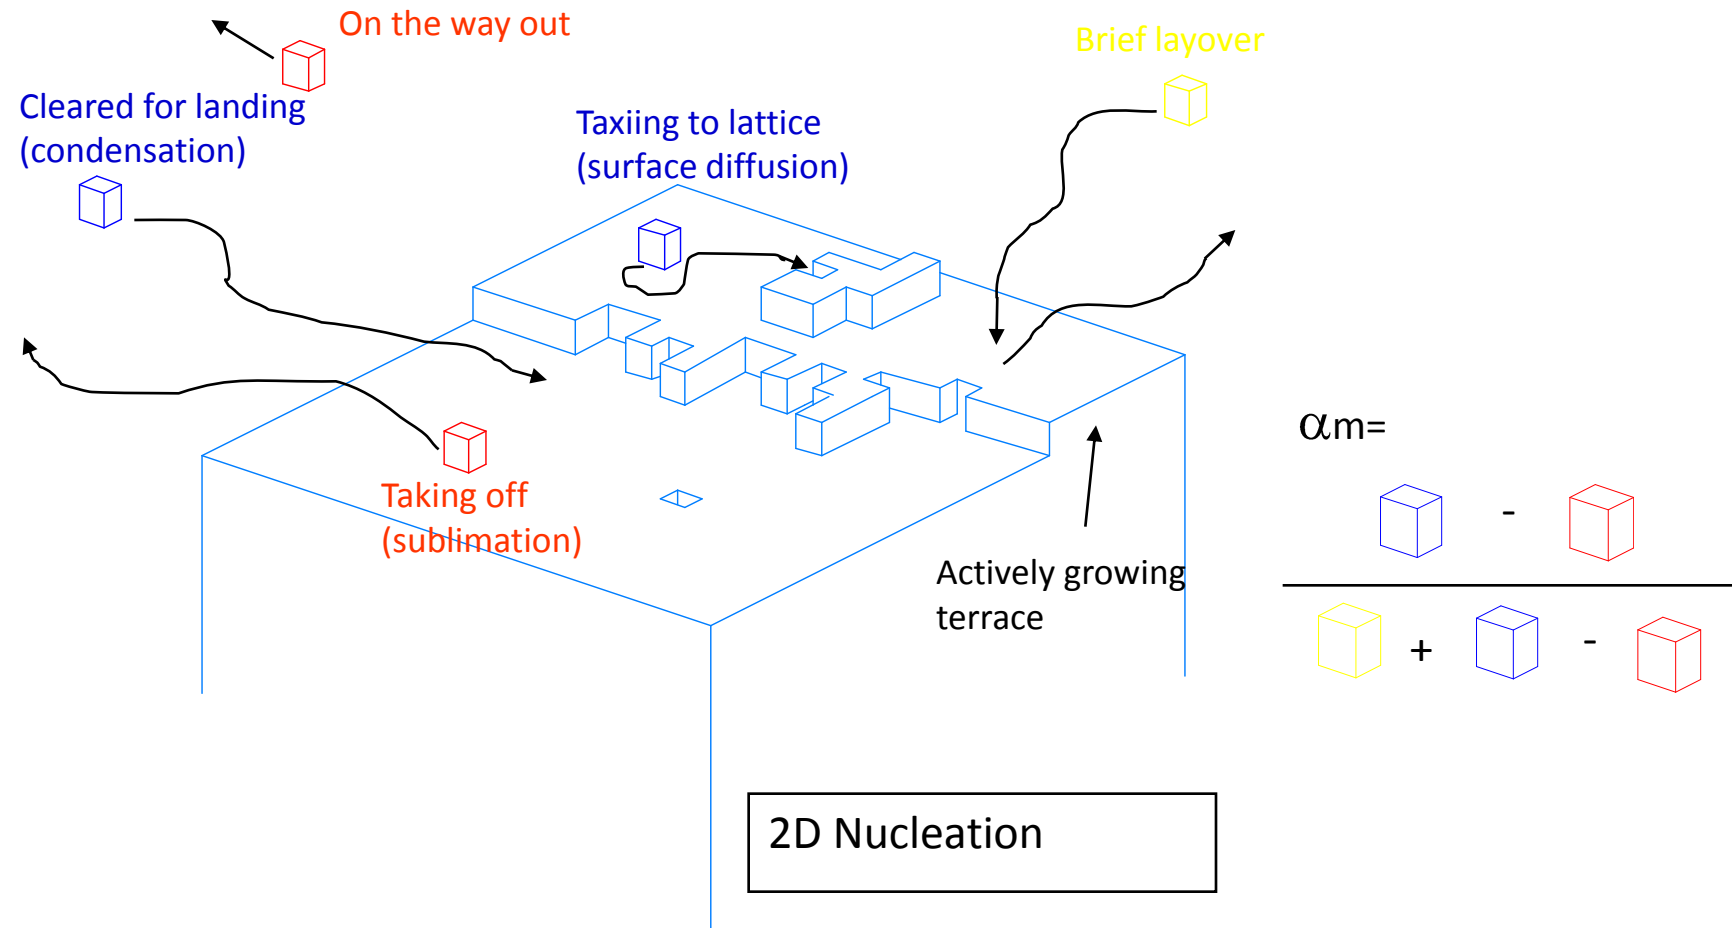 On the way out
Brief layover
Cleared for landing
(condensation)
Taxiing to lattice
(surface diffusion)
Taking off
(sublimation)
Actively growing
terrace
αm=
-
+ -
2D Nucleation